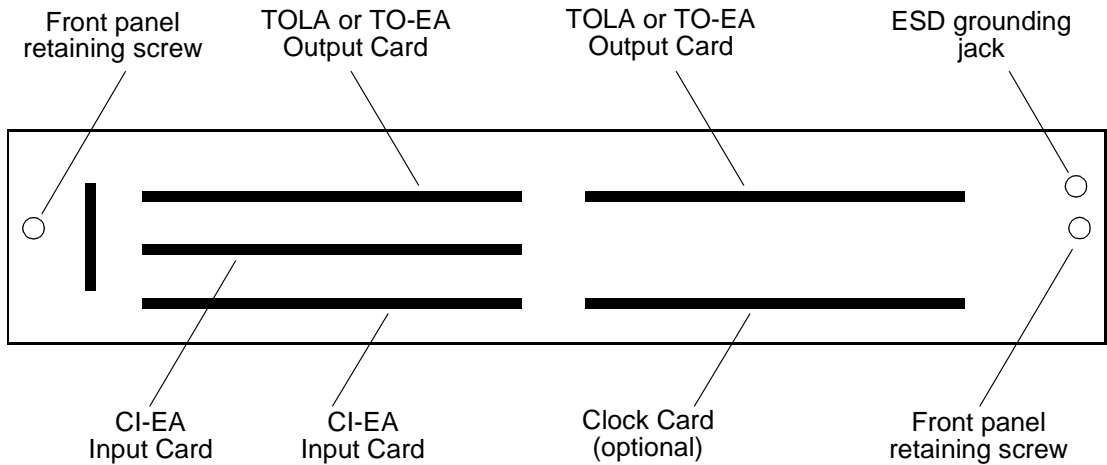 Front panel
retaining screw
TOLA or TO-EA
Output Card
TOLA or TO-EA
Output Card
ESD grounding
jack
CI-EA
Input Card
CI-EA
Input Card
Clock Card
(optional)
Front panel
retaining screw